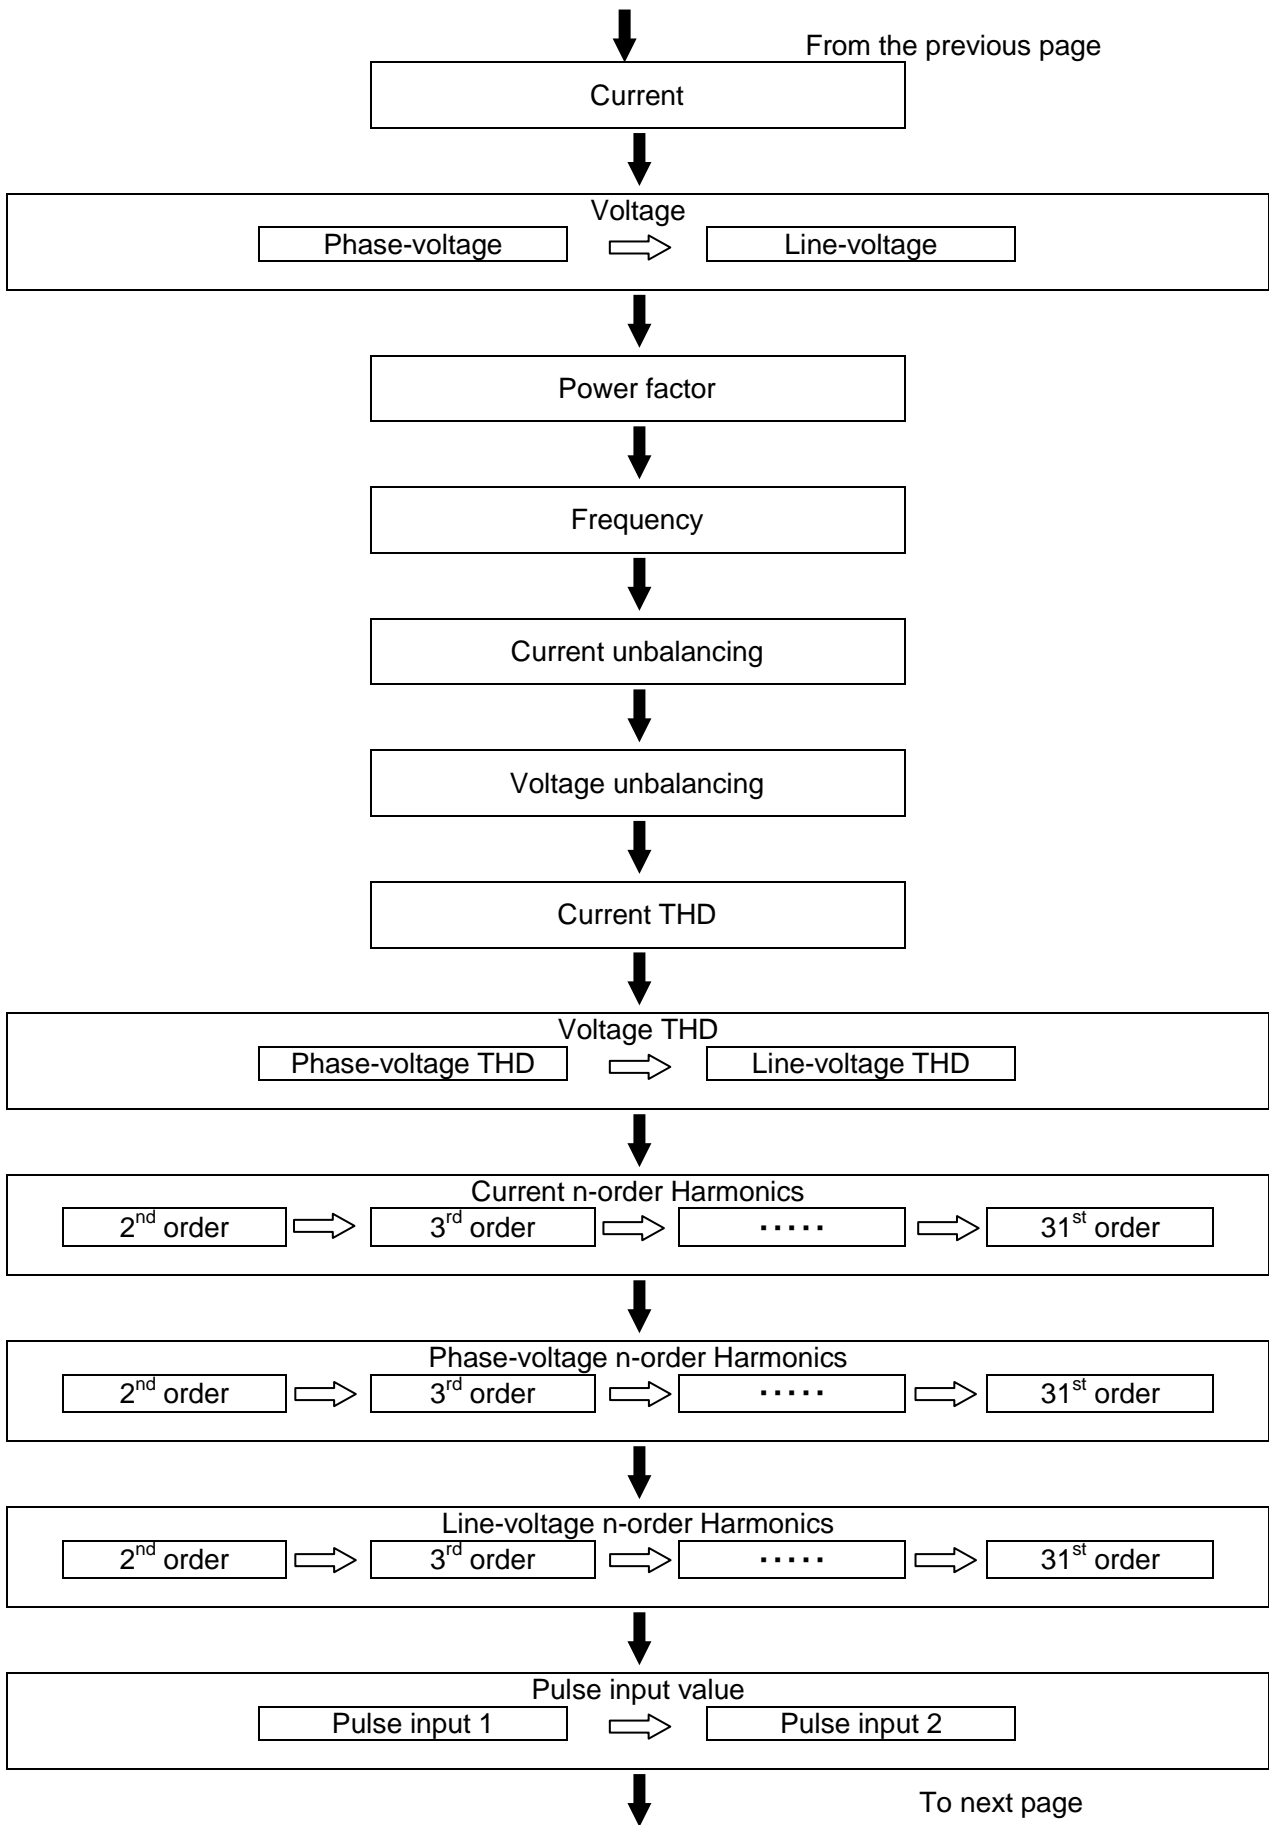 From the previous page
Current
Voltage
Phase-voltage
Line-voltage
Power factor
Frequency
Current unbalancing
Voltage unbalancing
Current THD
Voltage THD
Phase-voltage THD
Line-voltage THD
Current n-order Harmonics
2nd order
3rd order
·····
31st order
Phase-voltage n-order Harmonics
2nd order
3rd order
·····
31st order
Line-voltage n-order Harmonics
2nd order
3rd order
·····
31st order
Pulse input value
Pulse input 1
Pulse input 2
To next page